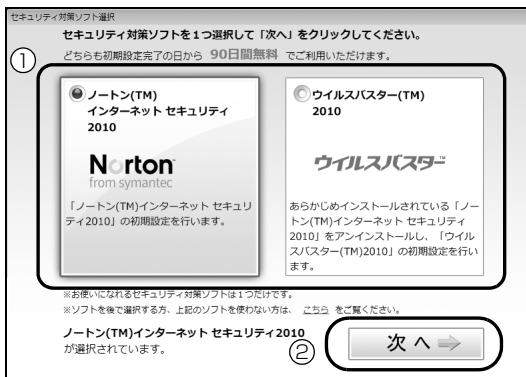 セキュリティ対策ソフト選択
セキュリティ対策ソフトを1つ選択して「次へ」をクリックしてください。
① どちらも初期設定完了の日から 90日間無料 でご利用いただけます。
ノートン(TM)
インターネット セキュリティ
2010
Norton
from symantec
「ノートン(TM)インターネット セキュリ
ティ2010」の初期設定を行います。
ウイルスバスター(TM)
2010
ウイルスバスター™
あらかじめインストールされている「ノー
トン(TM)インターネット セキュリティ
2010」をアンインストールし、「ウイル
スバスター(TM)2010」の初期設定を行い
ます。
※お使いになれるセキュリティ対策ソフトは1つだけです。
※ソフトを後で選択する方、上記のソフトを使わない方は、 こちら をご覧ください。
ノートン(TM)インターネット セキュリティ2010
が選択されています。
② 次 へ